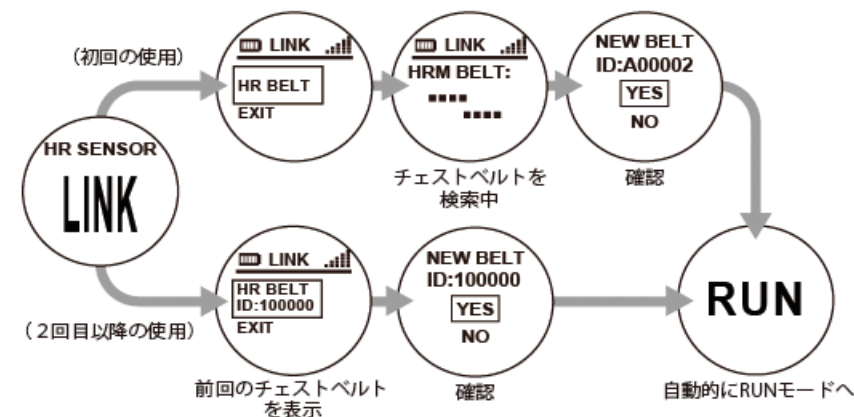 (初回の使用)
LINK
HR BELT
EXIT
LINK
HRM BELT:
チェストベルトを
検索中
NEW BELT
ID:A00002
YES
NO
確認
HR SENSOR
LINK
(2回目以降の使用)
LINK
HR BELT
ID:100000
EXIT
前回のチェストベルト
を表示
NEW BELT
ID:100000
YES
NO
確認
RUN
自動的にRUNモードへ